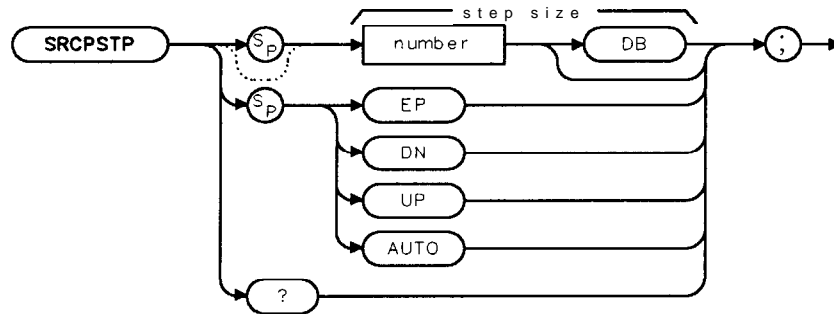 step size
SRCPSTP SP number DB ;
SP EP
DN
UP
AUTO
?